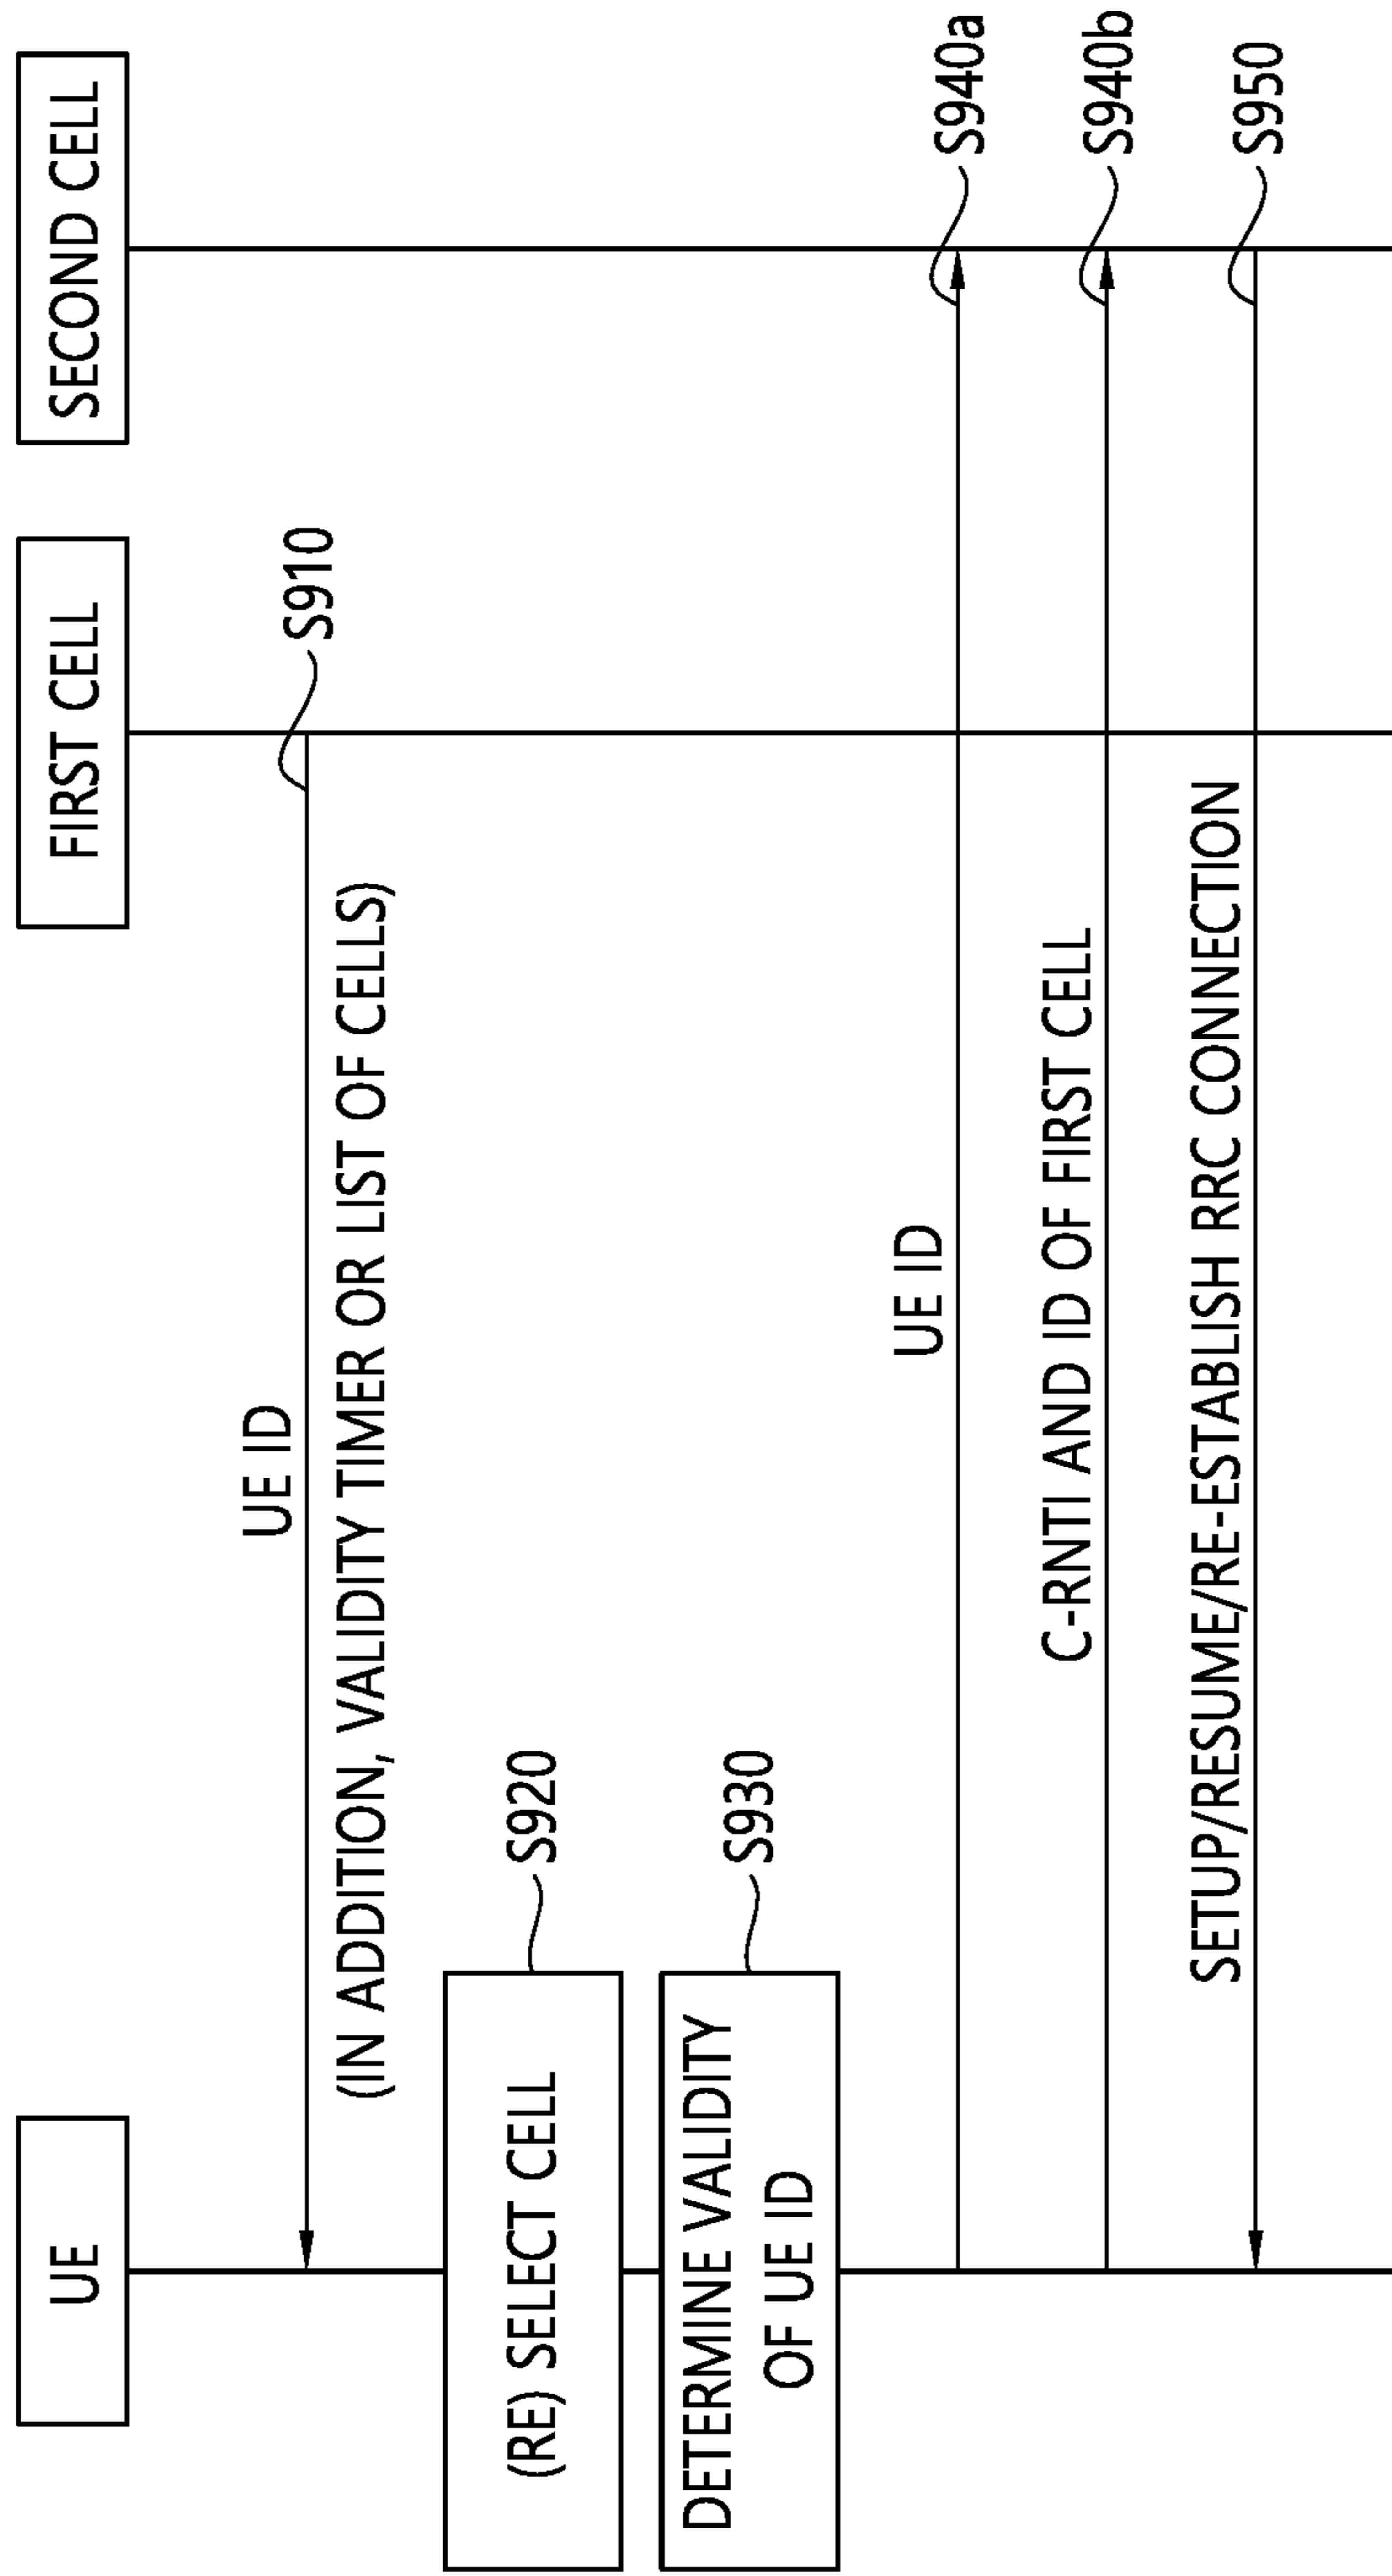 UE
FIRST CELL
SECOND CELL
UE ID
S910
(IN ADDITION, VALIDITY TIMER OR LIST OF CELLS)
(RE) SELECT CELL
S920
DETERMINE VALIDITY
OF UE ID
S930
UE ID
S940a
C-RNTI AND ID OF FIRST CELL
S940b
SETUP/RESUME/RE-ESTABLISH RRC CONNECTION
S950